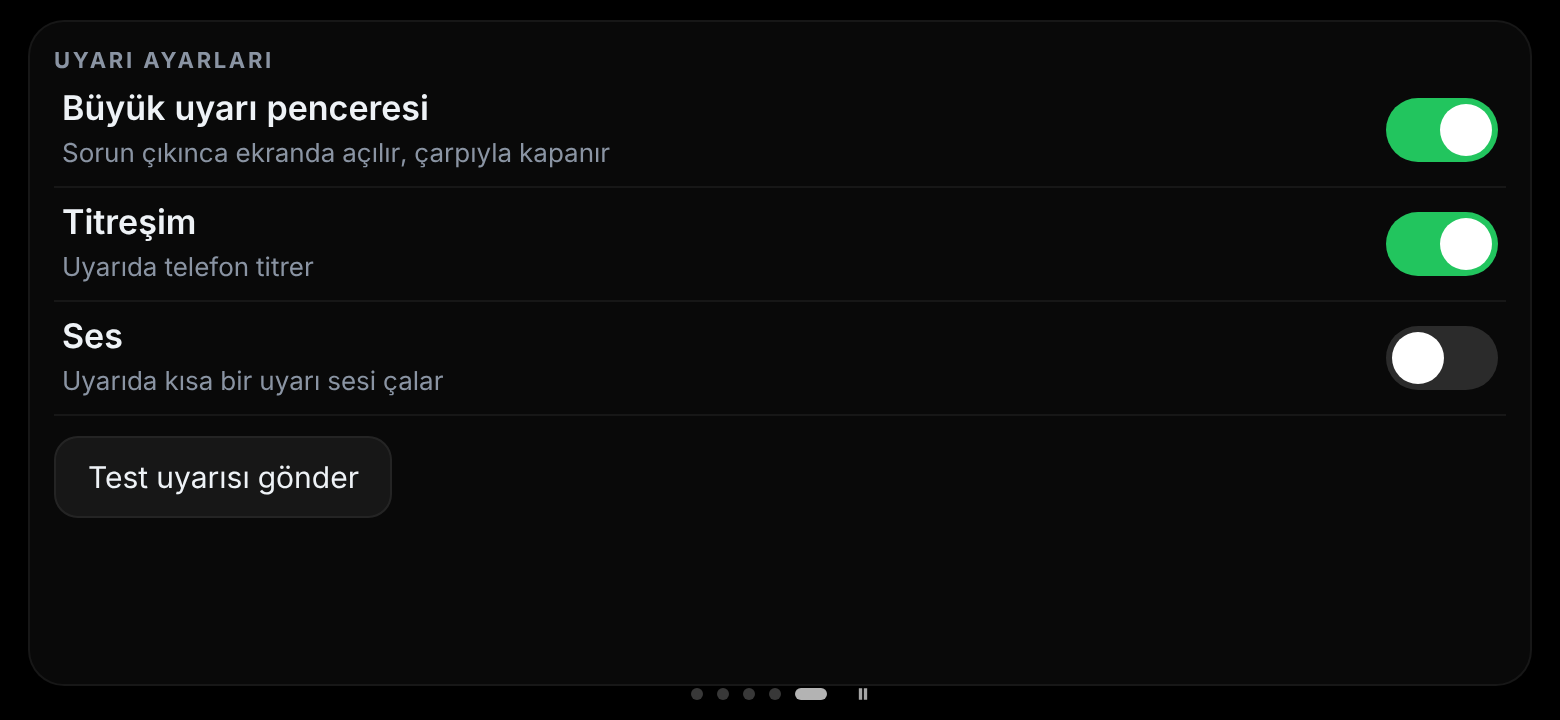 UYARI AYARLARI
Büyük uyarı penceresi
Sorun çıkınca ekranda açılır, çarpıyla kapanır
Titreşim
Uyarıda telefon titrer
Ses
Uyarıda kısa bir uyarı sesi çalar
Test uyarısı gönder